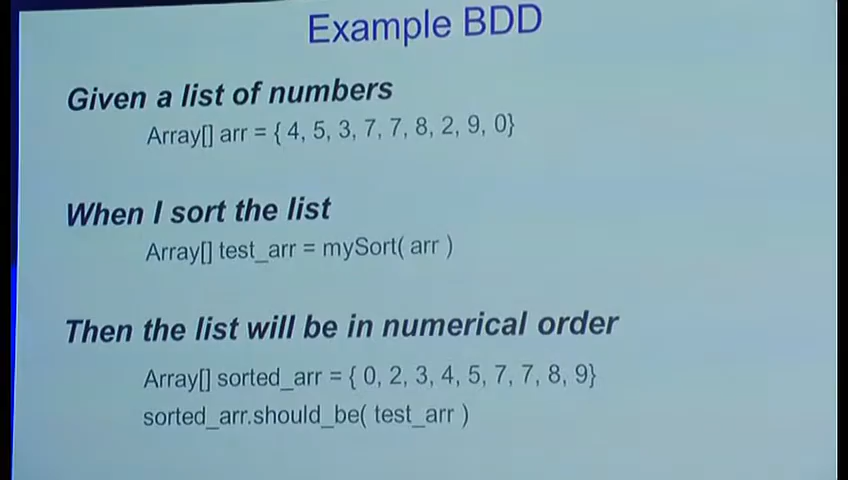 Example BDD
Given a list of numbers
Array[] arr = { 4, 5, 3, 7, 7, 8, 2, 9, 0}
When I sort the list
Array[] test_arr = mySort( arr )
Then the list will be in numerical order
Array[] sorted_arr = { 0, 2, 3, 4, 5, 7, 7, 8, 9}
sorted_arr.should_be( test_arr )